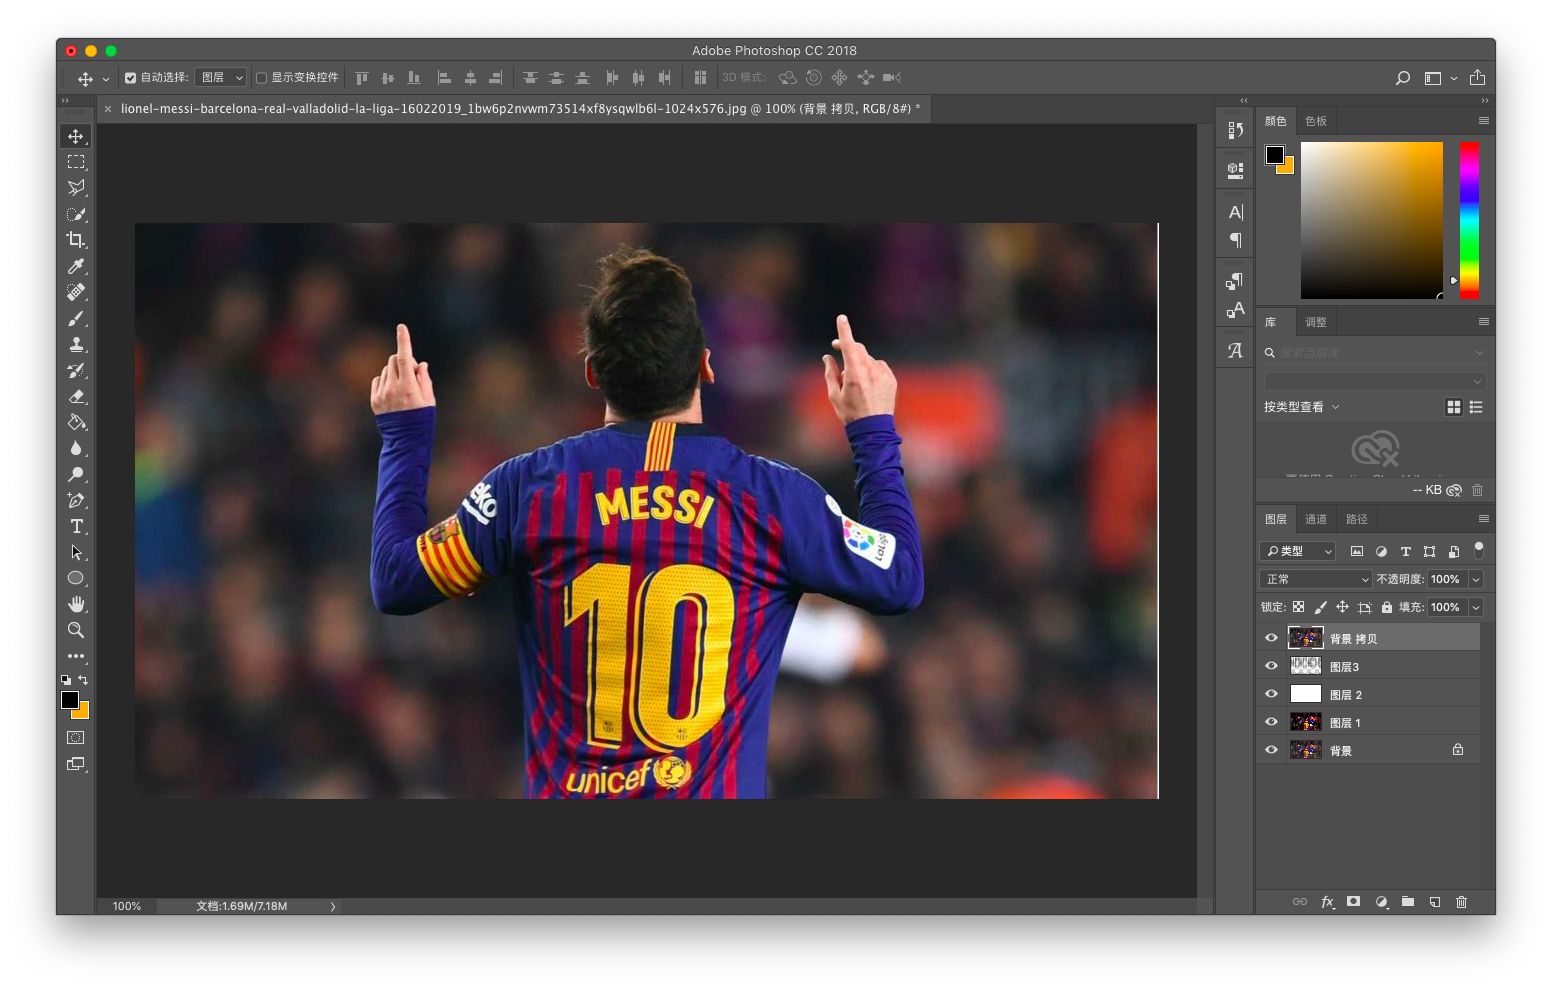 Adobe Photoshop CC 2018
自动选择: 图层 显示变换控件 3D 模式:
lionel-messi-barcelona-real-valladolid-la-liga-16022019_1bw6p2nvwm73514xf8ysqwlb6l-1024x576.jpg @ 100% (背景 拷贝, RGB/8#) *
颜色 色板
库 调整
搜索当前库
按类型查看
-- KB
图层 通道 路径
类型
正常 不透明度: 100%
锁定: 填充: 100%
背景 拷贝
图层3
图层 2
图层 1
背景
beko
MESSI
LaLiga
10
unicef
100% 文档:1.69M/7.18M